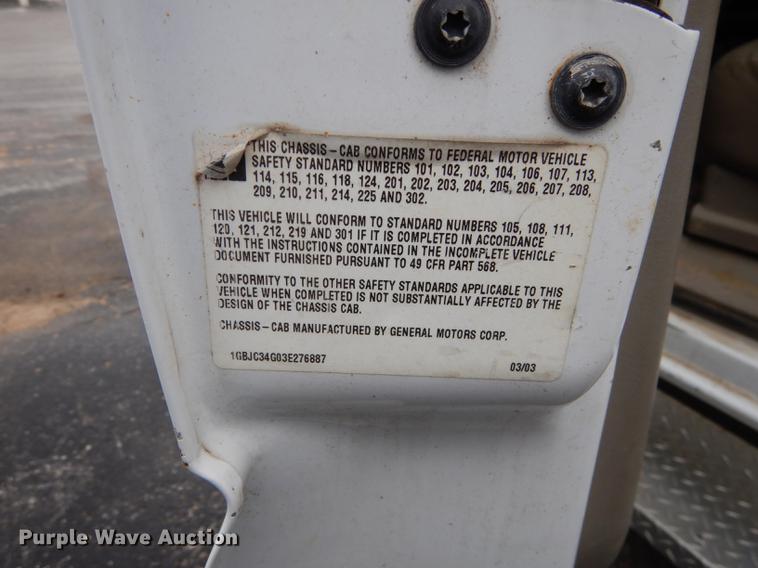 THIS CHASSIS-CAB CONFORMS TO FEDERAL MOTOR VEHICLE
SAFETY STANDARD NUMBERS 101, 102, 103, 104, 106, 107, 113,
114, 115, 116, 118, 124, 201, 202, 203, 204, 205, 206, 207, 208,
209, 210, 211, 214, 225 AND 302.
THIS VEHICLE WILL CONFORM TO STANDARD NUMBERS 105, 108, 111,
120, 121, 212, 219 AND 301 IF IT IS COMPLETED IN ACCORDANCE
WITH THE INSTRUCTIONS CONTAINED IN THE INCOMPLETE VEHICLE
DOCUMENT FURNISHED PURSUANT TO 49 CFR PART 568.
CONFORMITY TO THE OTHER SAFETY STANDARDS APPLICABLE TO THIS
VEHICLE WHEN COMPLETED IS NOT SUBSTANTIALLY AFFECTED BY THE
DESIGN OF THE CHASSIS CAB.
CHASSIS-CAB MANUFACTURED BY GENERAL MOTORS CORP.
1GBJC34G03E276887 03/03
Purple Wave Auction